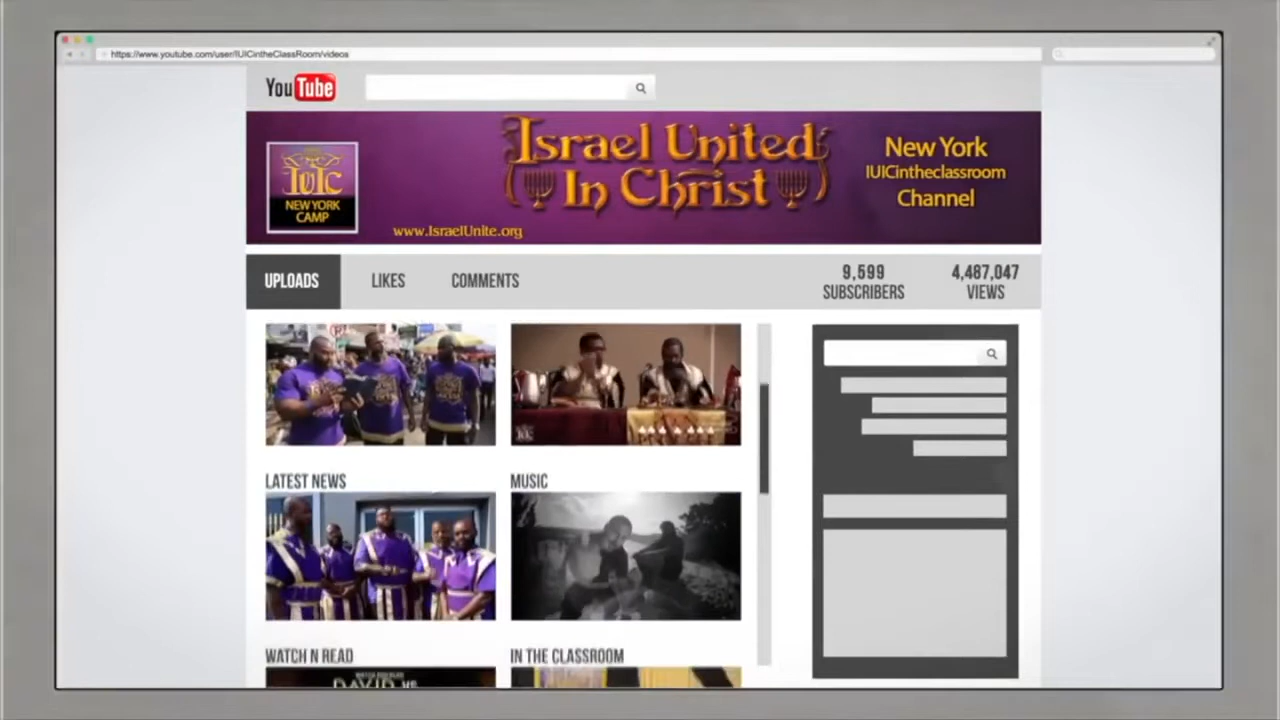 https://www.youtube.com/user/IUICintheClassRoom/videos
YouTube
Israel United
In Christ
IUIC
NEW YORK
CAMP
www.IsraelUnite.org
New York
IUICintheclassroom
Channel
UPLOADS
LIKES
COMMENTS
9,599
SUBSCRIBERS
4,487,047
VIEWS
LATEST NEWS
MUSIC
WATCH N READ
IN THE CLASSROOM
DAVID